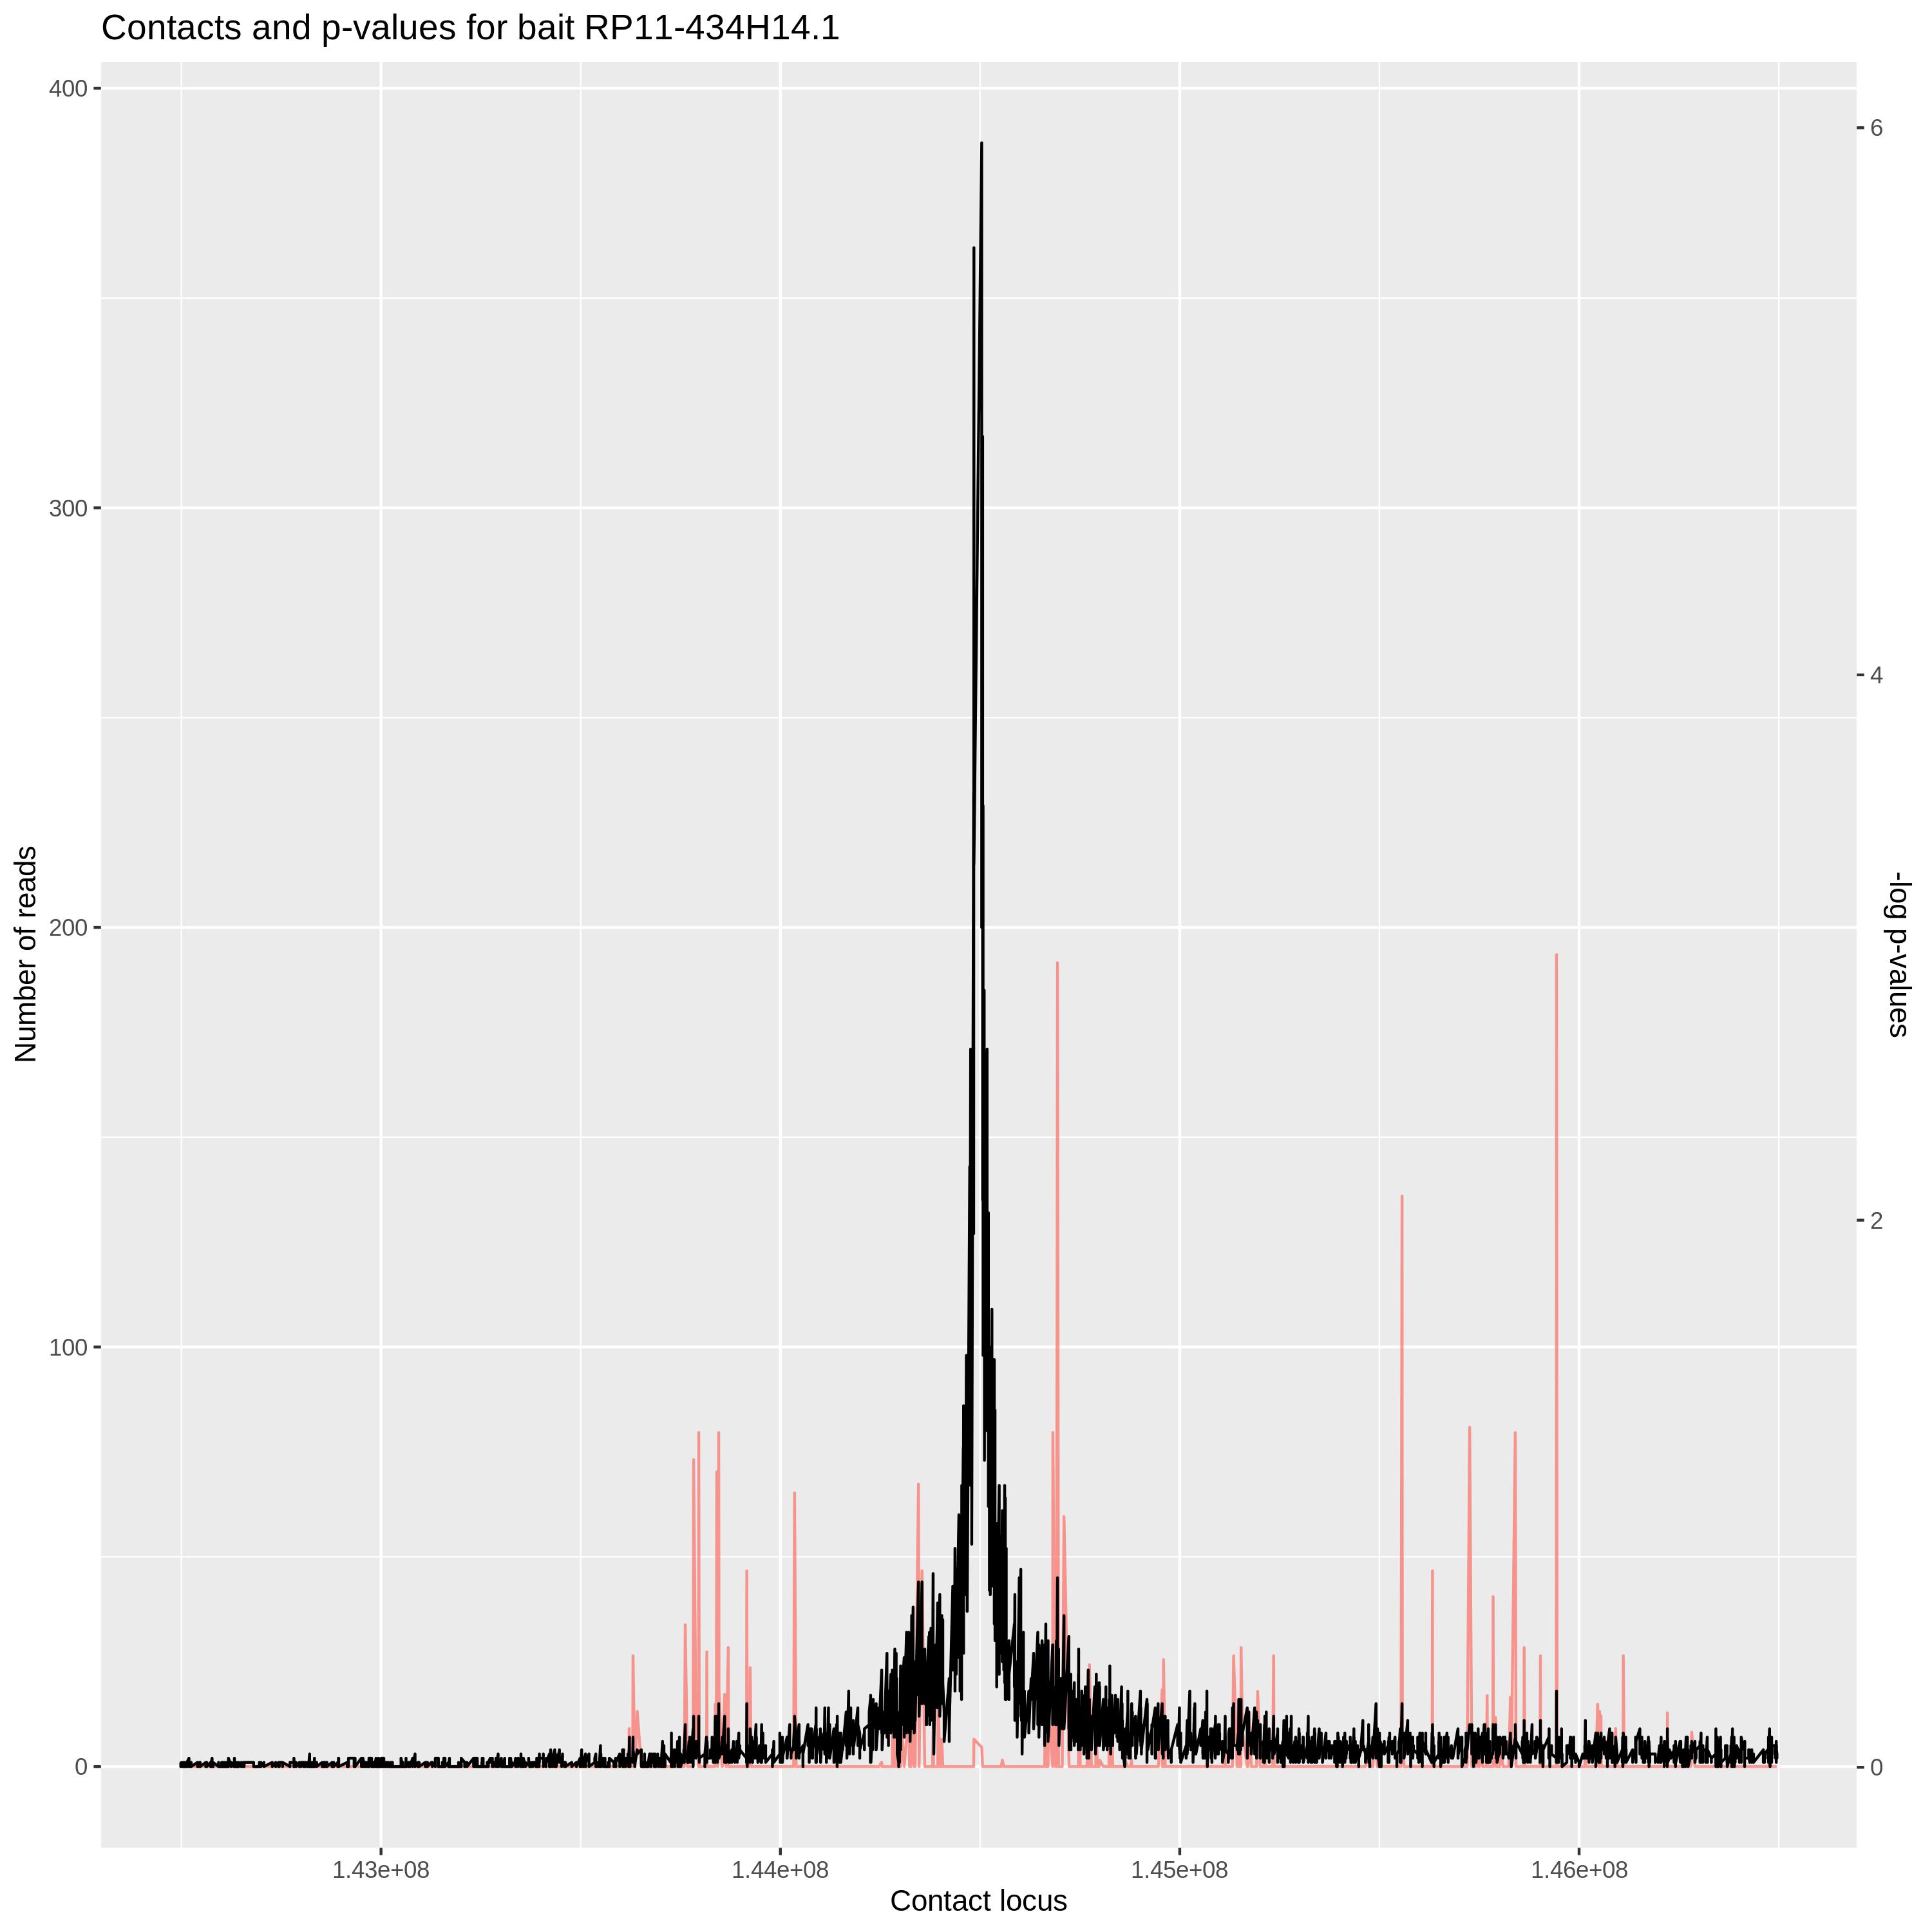 Contacts and p-values for bait RP11-434H14.1
400
300
200
100
0
Number of reads
6
4
2
0
-log p-values
1.43e+08
1.44e+08
1.45e+08
1.46e+08
Contact locus